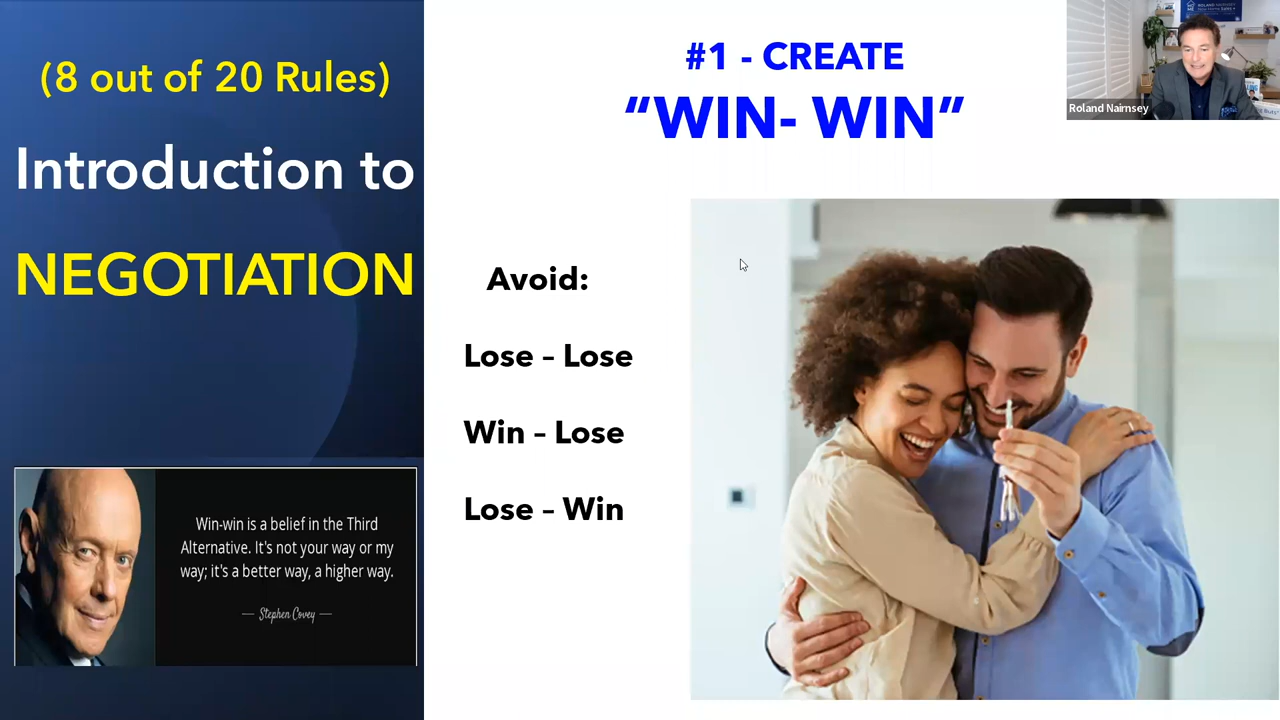 (8 out of 20 Rules)
Introduction to
NEGOTIATION
Win-win is a belief in the Third
Alternative. It's not your way or my
way; it's a better way, a higher way.
— Stephen Covey —
#1 - CREATE
“WIN- WIN”
Avoid:
Lose – Lose
Win – Lose
Lose – Win
Roland Nairnsey